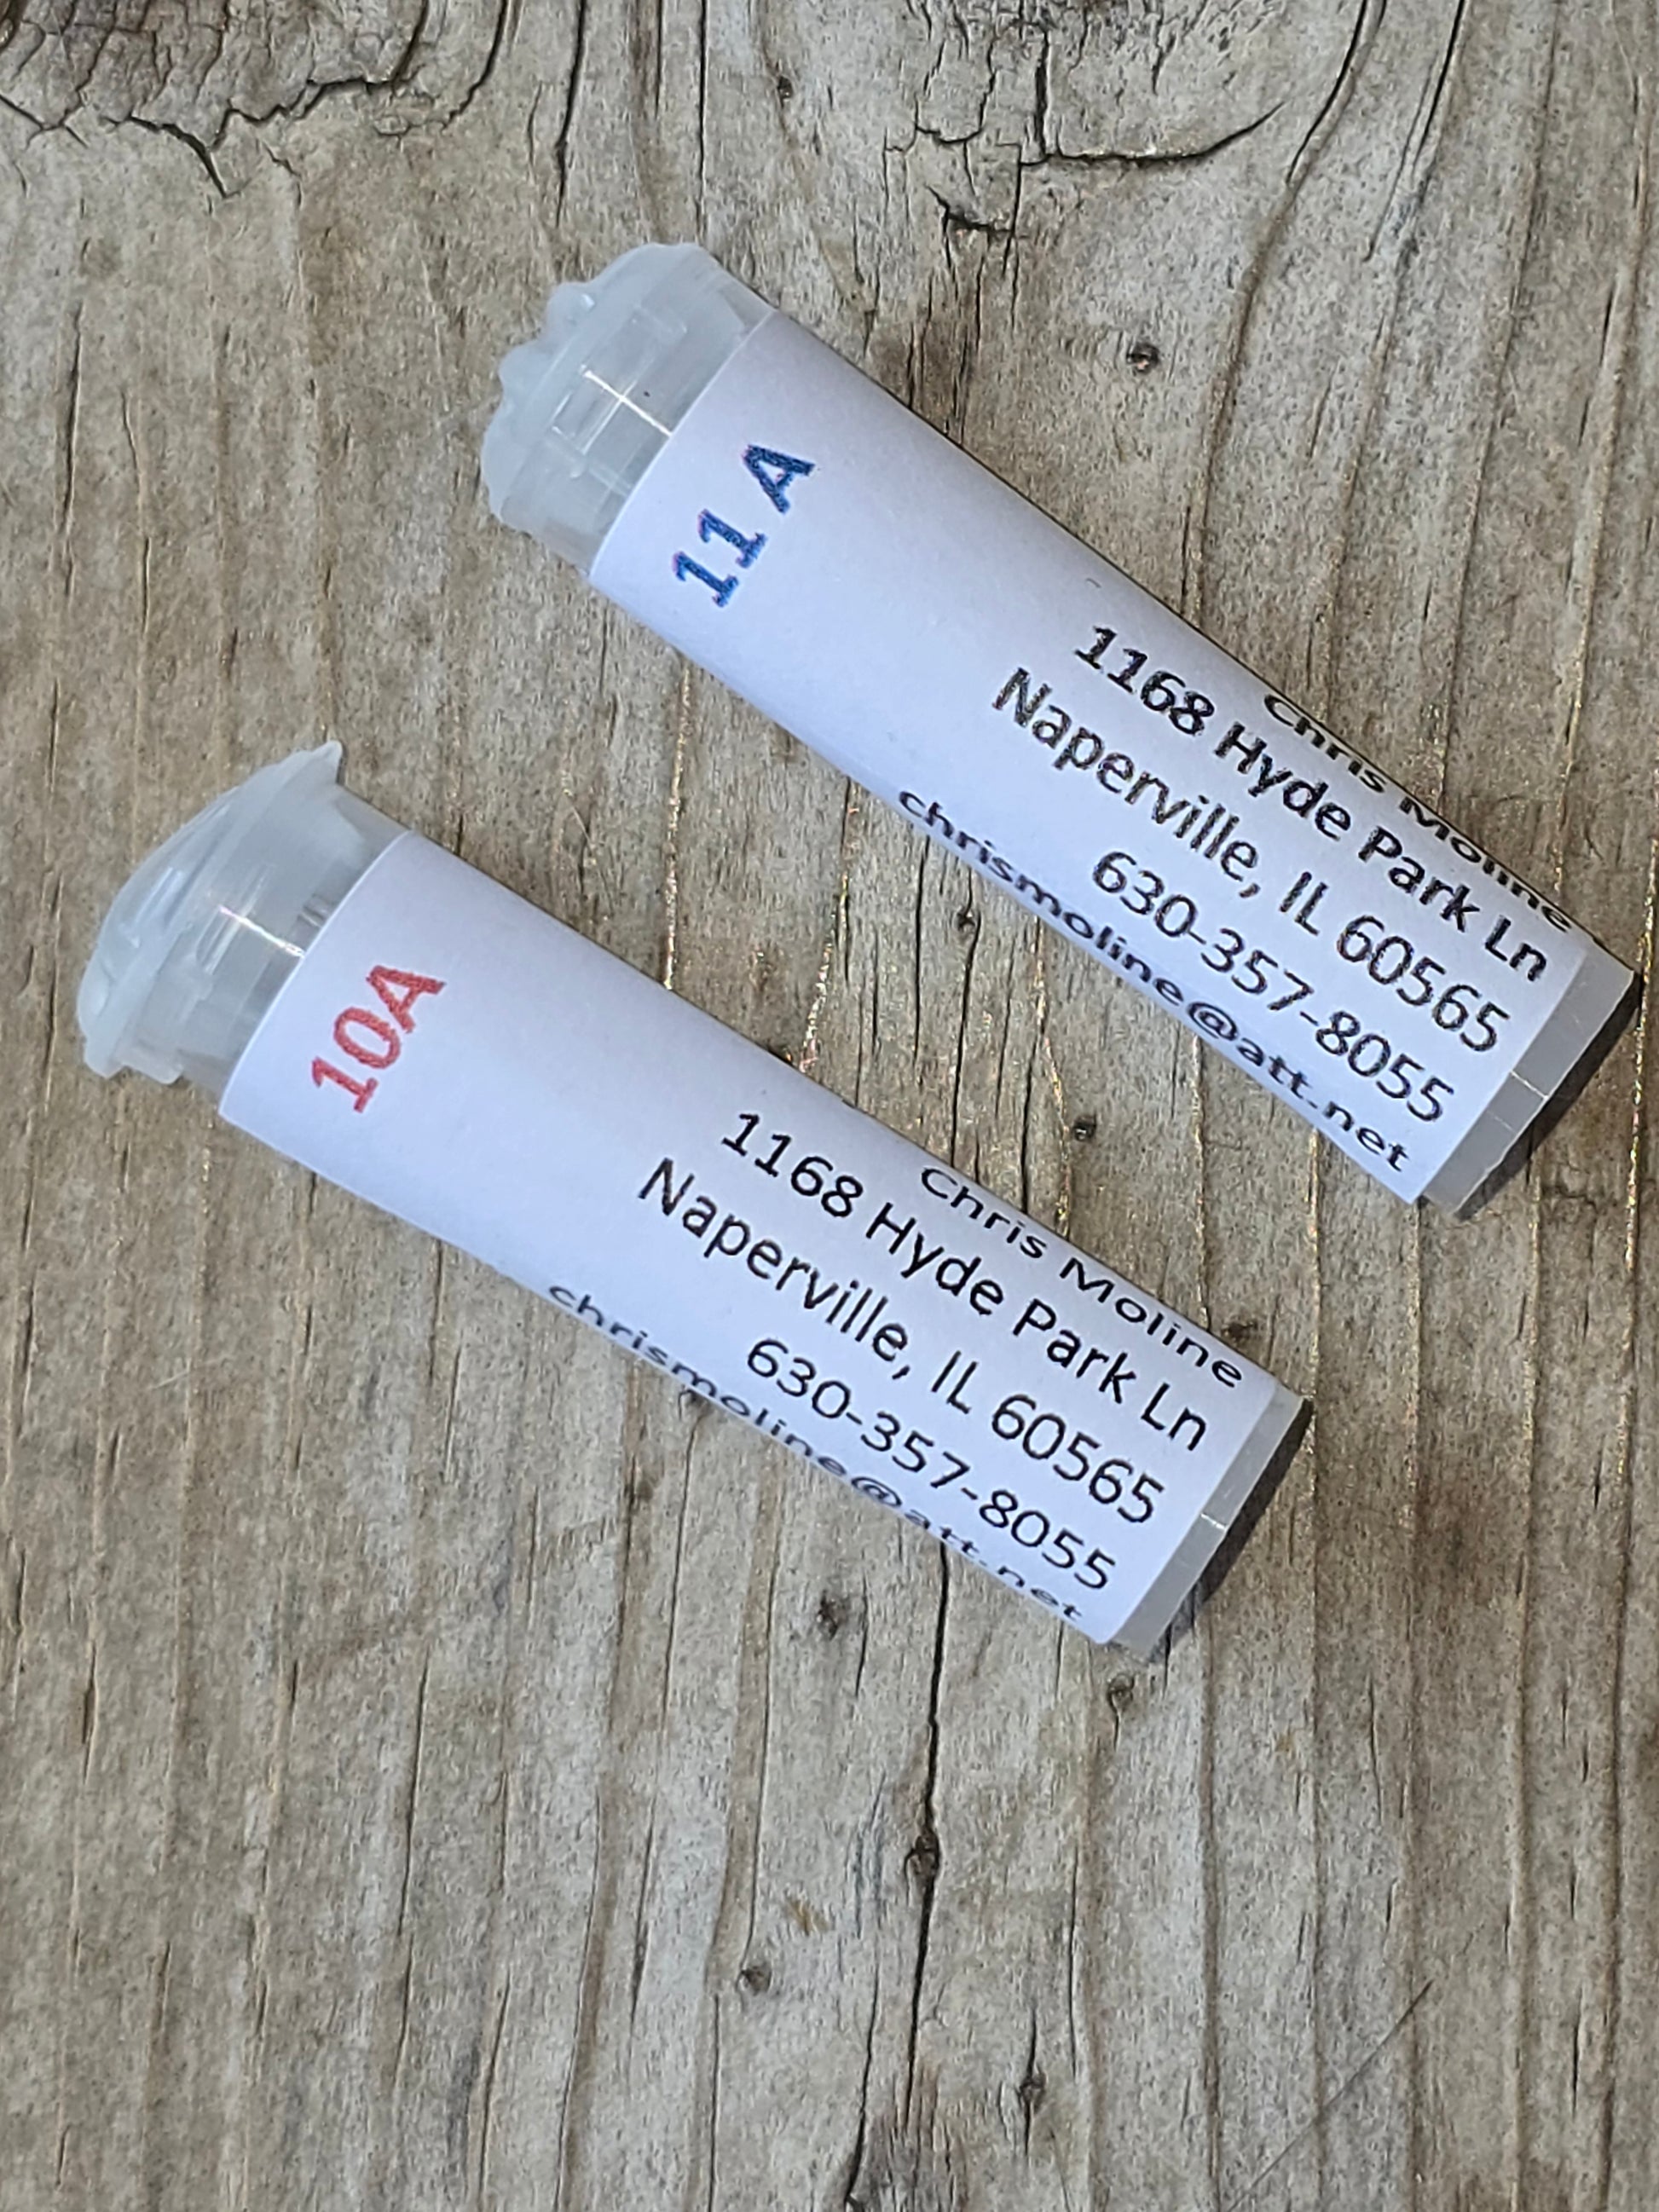 11 A
Chris Moline
1168 Hyde Park Ln
Naperville, IL 60565
630-357-8055
chrismoline@att.net
10A
Chris Moline
1168 Hyde Park Ln
Naperville, IL 60565
630-357-8055
chrismoline@att.net